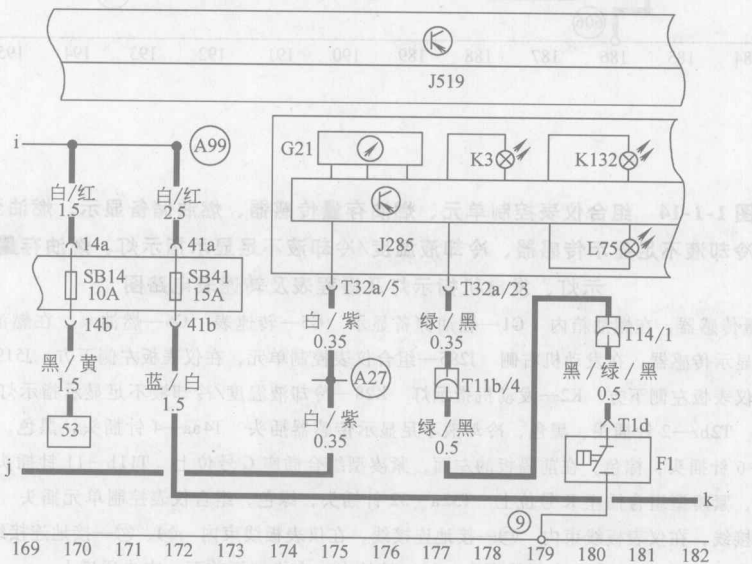 J519
i
A99
G21
K3
K132
白/红
1.5
白/红
2.5
J285
J75
14a
41a
SB14
10A
SB41
15A
T32a/5
T32a/23
白/紫
0.35
绿/黑
0.35
T14/1
14b
41b
黑/绿/黑
0.5
黑/黄
1.5
蓝/白
1.5
A27
T11b/4
53
白/紫
0.35
绿/黑
0.5
T1d
F1
j
k
9
169 170 171 172 173 174 175 176 177 178 179 180 181 182